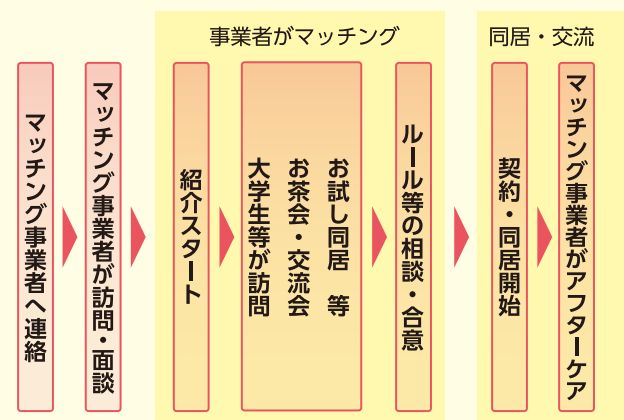 マッチング事業者へ連絡
マッチング事業者が訪問・面談
事業者がマッチング
紹介スタート
お試し同居　等
お茶会・交流会
大学生等が訪問
ルール等の相談・合意
同居・交流
契約・同居開始
マッチング事業者がアフターケア